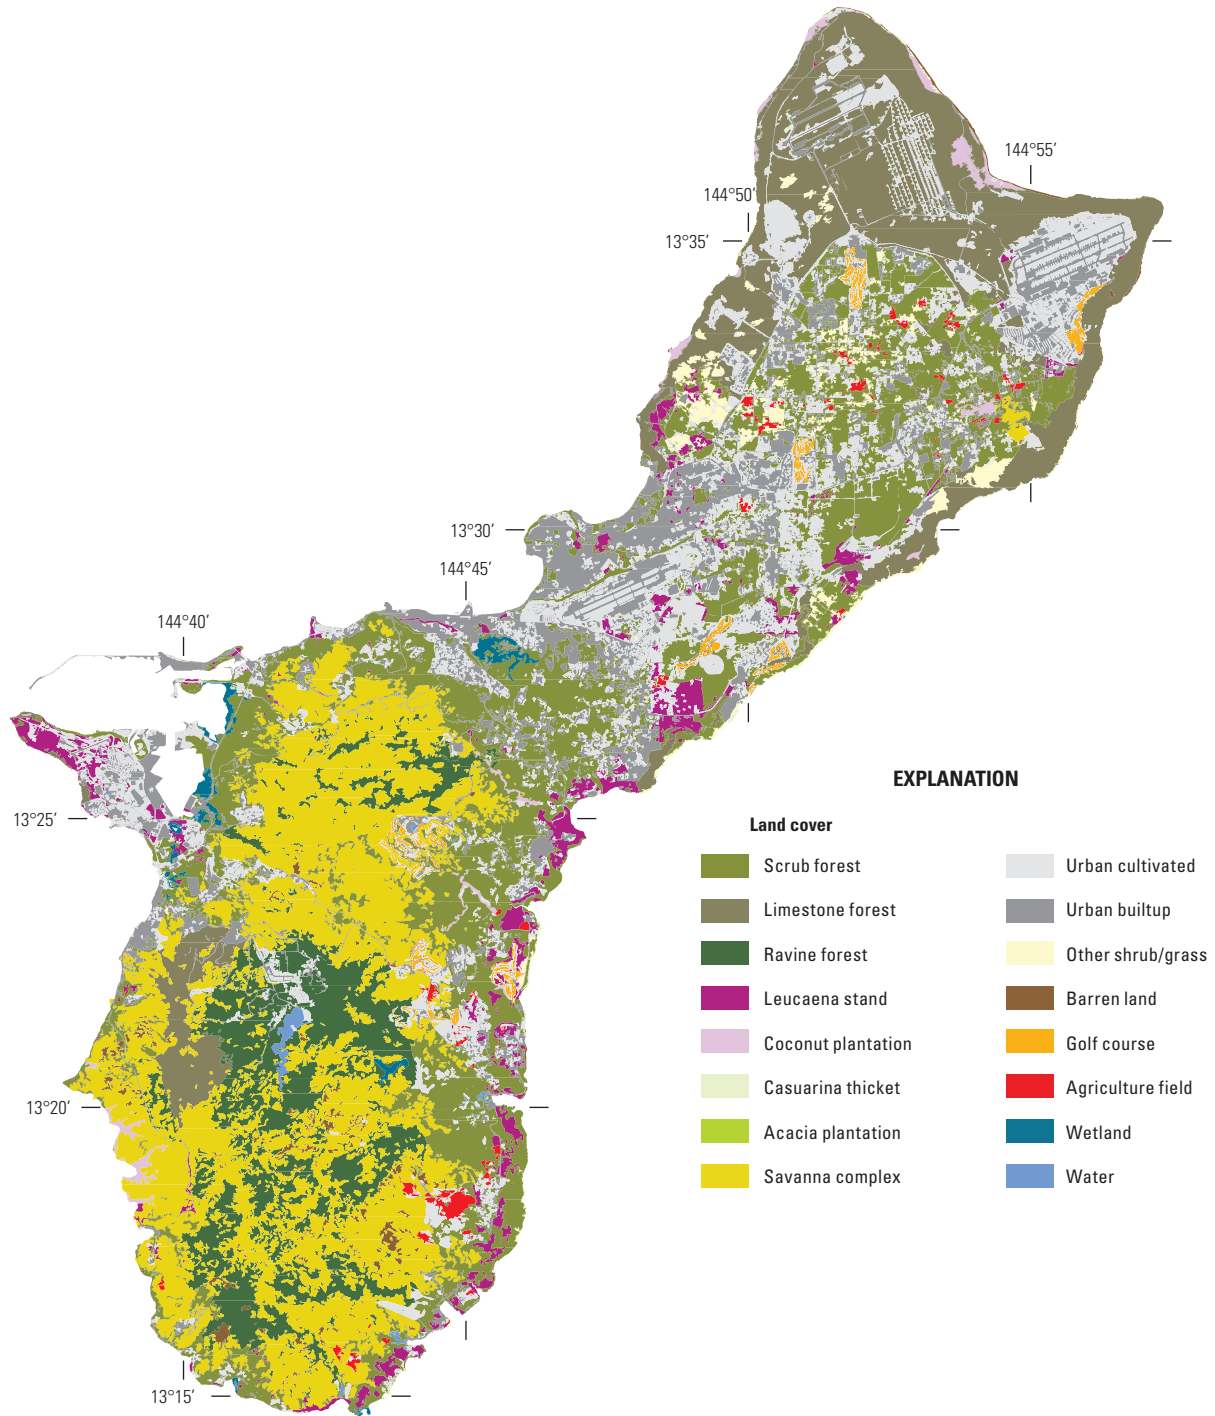 144°55′
144°50′
13°35′
13°30′
144°45′
144°40′
EXPLANATION
Land cover
13°25′
Scrub forest
Urban cultivated
Limestone forest
Urban builtup
Ravine forest
Other shrub/grass
Leucaena stand
Barren land
Coconut plantation
Golf course
Casuarina thicket
Agriculture field
13°20′
Acacia plantation
Wetland
Savanna complex
Water
13°15′